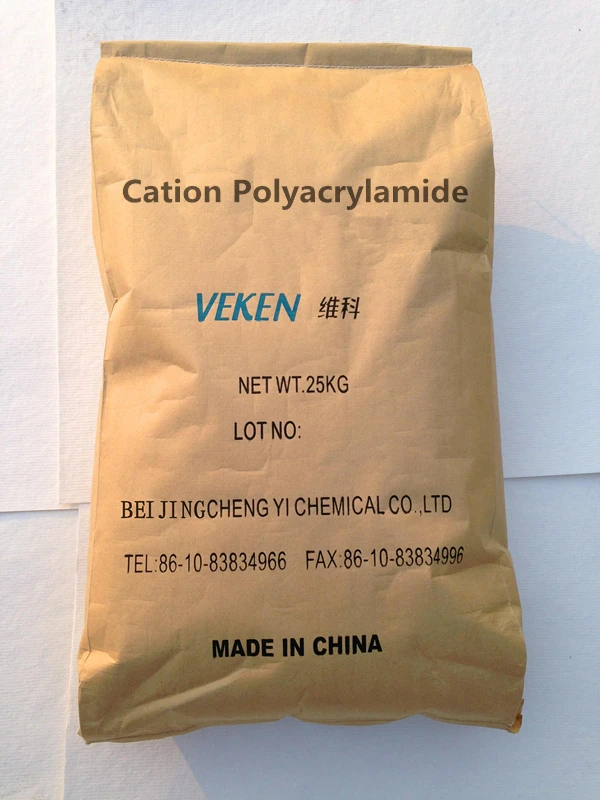 Cation Polyacrylamide
VEKEN 维科
NET WT.25KG
LOT NO:
BEIJINGCHENG YI CHEMICAL CO.,LTD
TEL:86-10-83834966 FAX:86-10-83834996
MADE IN CHINA